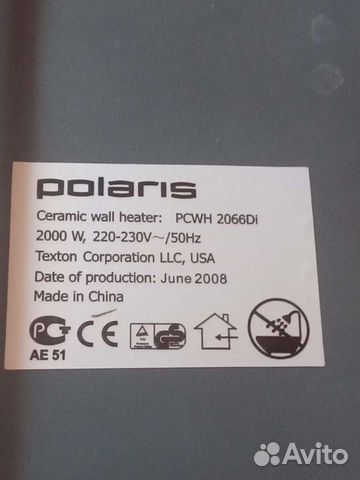 polaris
Ceramic wall heater: PCWH 2066Di
2000 W, 220-230V~/50Hz
Texton Corporation LLC, USA
Date of production: June 2008
Made in China
AE 51
Avito